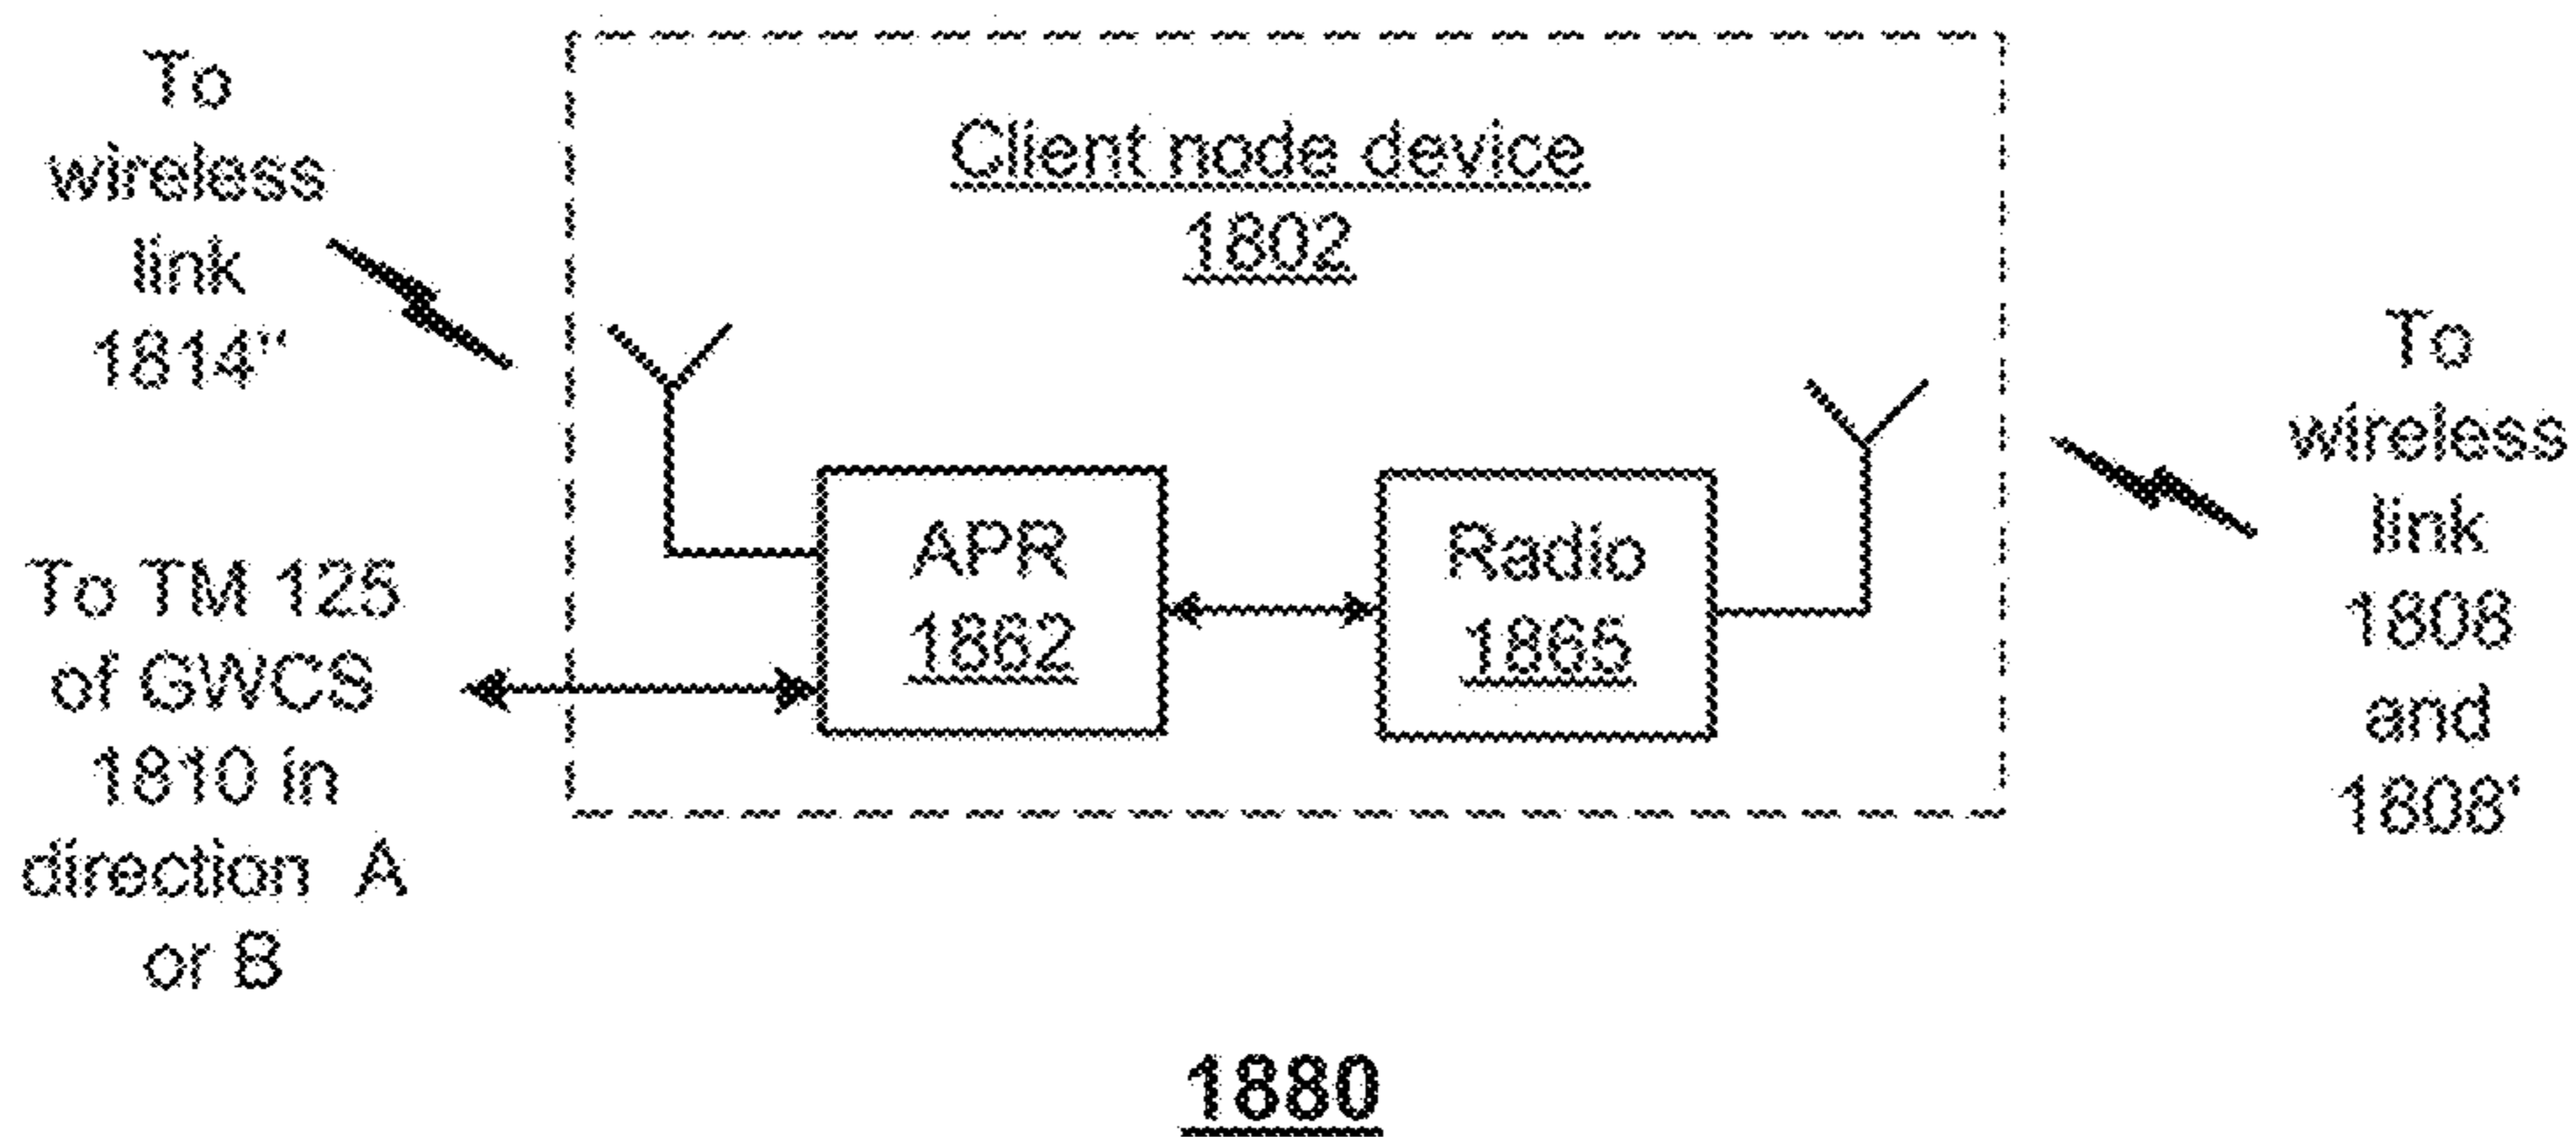 To
wireless
link
1814"
To TM 125
of GWCS
1810 in
direction A
or B
Client node device
1802
APR
1862
Radio
1865
To
wireless
link
1808
and
1808'
1880